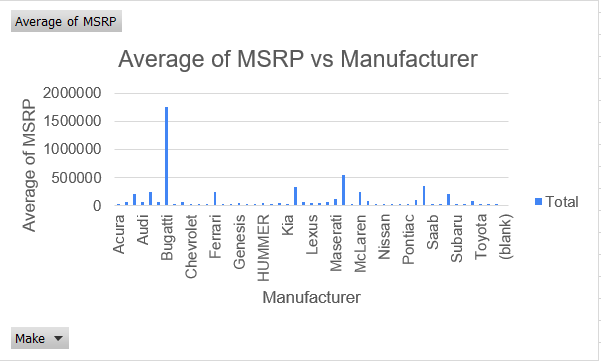 Average of MSRP
Average of MSRP vs Manufacturer
Average of MSRP
2000000
1500000
1000000
500000
0
Acura
Audi
Bugatti
Chevrolet
Ferrari
Genesis
HUMMER
Kia
Lexus
Maserati
McLaren
Nissan
Pontiac
Saab
Subaru
Toyota
(blank)
Total
Manufacturer
Make